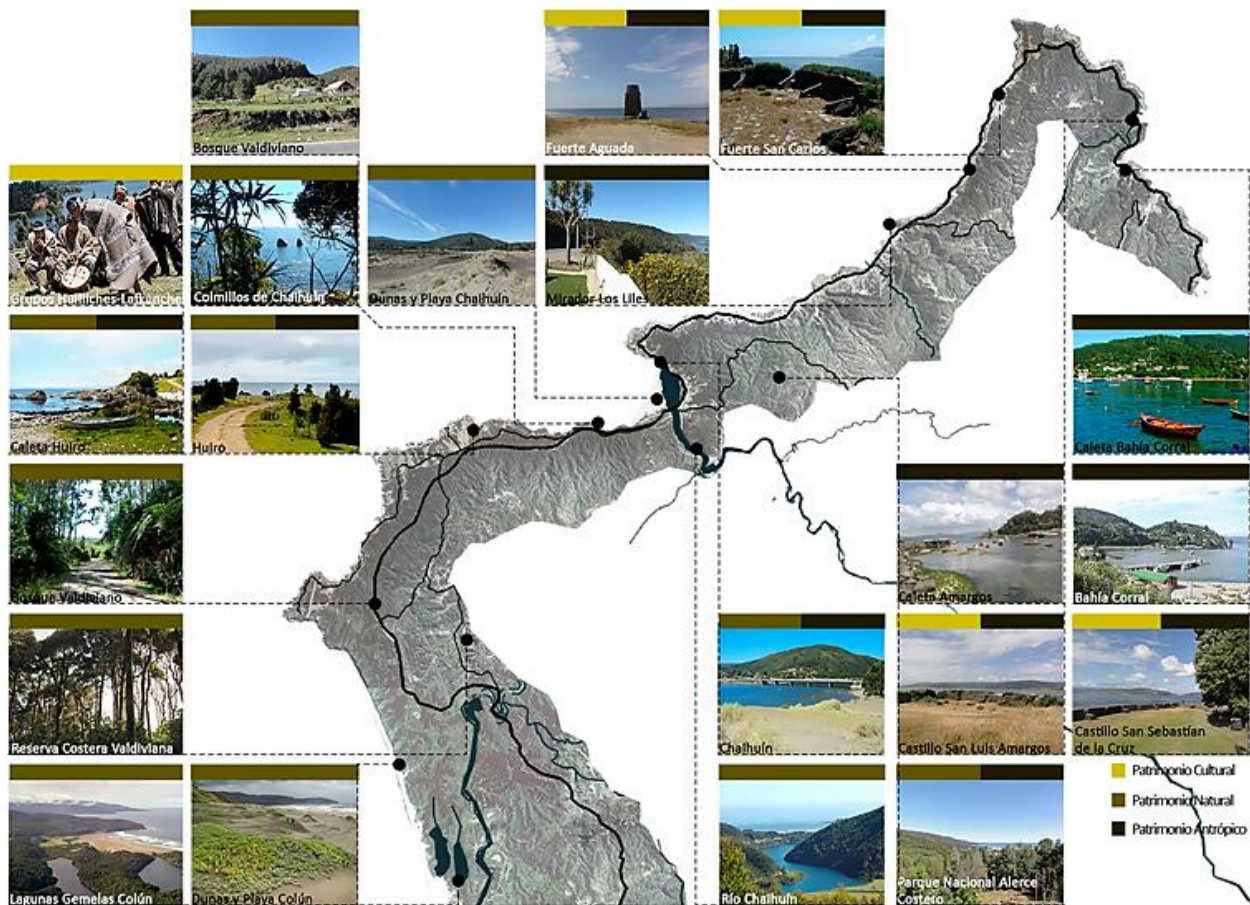 Bosque Valdiviano
Fuerte Aguada
Fuerte San Carlos
Grupos Huilliches-Lafkenche
Colmillos de Chaihuín
Dunas y Playa Chaihuín
Mirador Los Liles
Caleta Huiro
Huiro
Caleta Bahía Corral
Bosque Valdiviano
Caleta Amargos
Bahía Corral
Reserva Costera Valdiviana
Chaihuín
Castillo San Luis Amargos
Castillo San Sebastían
de la Cruz
Patrimonio Cultural
Patrimonio Natural
Patrimonio Antrópico
Lagunas Gemelas Colún
Dunas y Playa Colún
Río Chaihuín
Parque Nacional Alerce
Costero